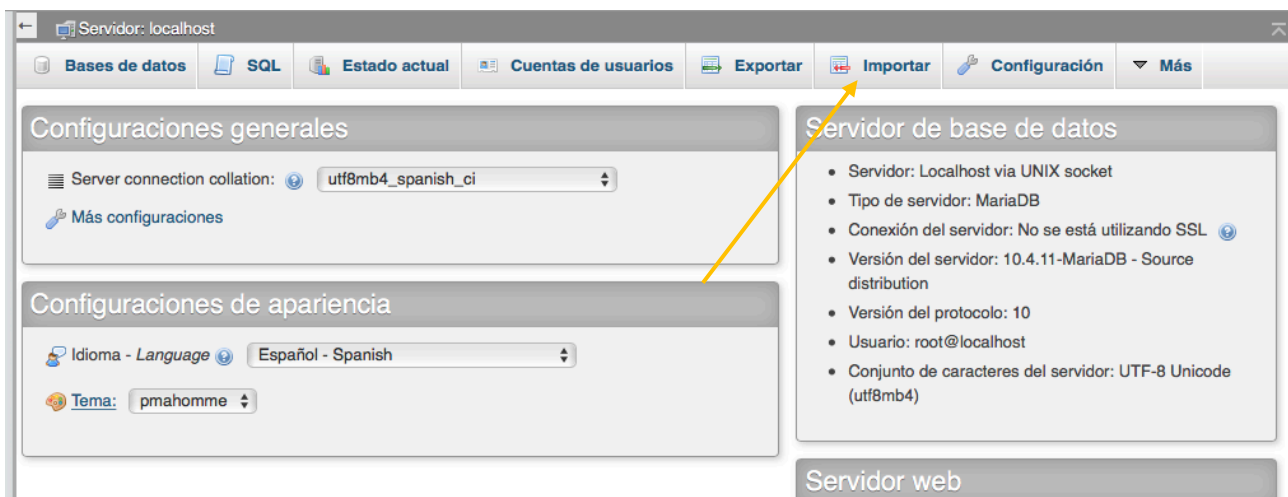 Servidor: localhost
Bases de datos SQL Estado actual Cuentas de usuarios Exportar Importar Configuración Más
Configuraciones generales
Server connection collation: utf8mb4_spanish_ci
Más configuraciones
Configuraciones de apariencia
Idioma - Language Español - Spanish
Tema: pmahomme
Servidor de base de datos
• Servidor: Localhost via UNIX socket
• Tipo de servidor: MariaDB
• Conexión del servidor: No se está utilizando SSL
• Versión del servidor: 10.4.11-MariaDB - Source
distribution
• Versión del protocolo: 10
• Usuario: root@localhost
• Conjunto de caracteres del servidor: UTF-8 Unicode
(utf8mb4)
Servidor web